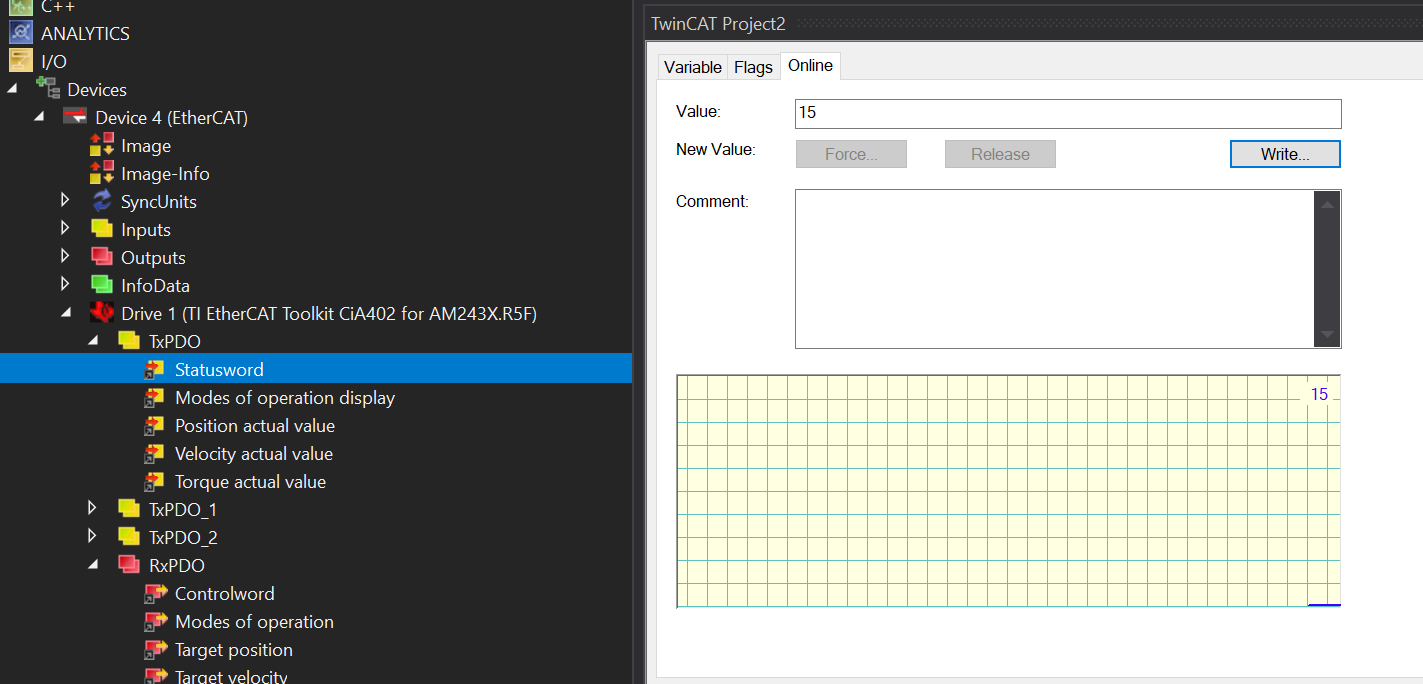 C++
ANALYTICS
I/O
Devices
Device 4 (EtherCAT)
Image
Image-Info
SyncUnits
Inputs
Outputs
InfoData
Drive 1 (TI EtherCAT Toolkit CiA402 for AM243X.R5F)
TxPDO
Statusword
Modes of operation display
Position actual value
Velocity actual value
Torque actual value
TxPDO_1
TxPDO_2
RxPDO
Controlword
Modes of operation
Target position
Target velocity
TwinCAT Project2
Variable Flags Online
Value: 15
New Value: Force... Release Write...
Comment:
15